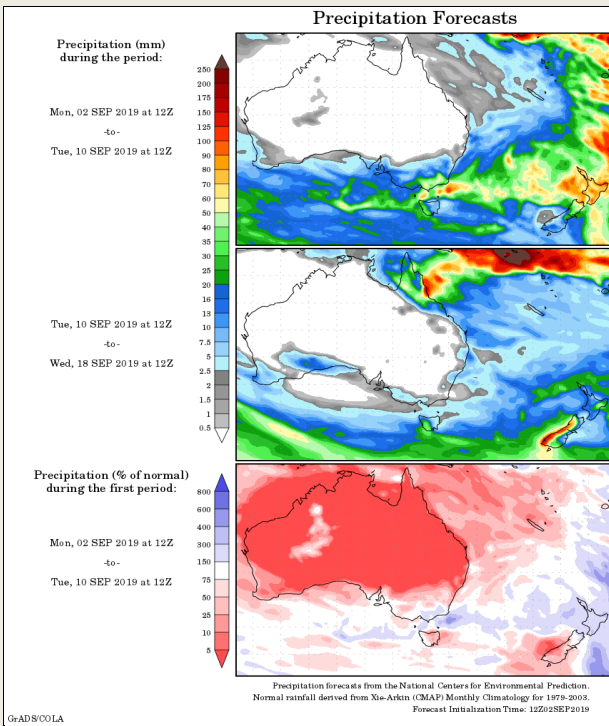 Precipitation Forecasts
Precipitation (mm)
during the period:
Mon, 02 SEP 2019 at 12Z
-to-
Tue, 10 SEP 2019 at 12Z
250
200
175
150
125
100
90
80
70
60
50
40
35
30
25
20
16
13
10
7.5
5
2.5
2
1.5
1
0.5
Tue, 10 SEP 2019 at 12Z
-to-
Wed, 18 SEP 2019 at 12Z
Precipitation (% of normal)
during the first period:
Mon, 02 SEP 2019 at 12Z
-to-
Tue, 10 SEP 2019 at 12Z
800
600
400
300
150
75
50
25
10
5
Precipitation forecasts from the National Centers for Environmental Prediction.
Normal rainfall derived from Xie-Arkin (CMAP) Monthly Climatology for 1979-2003.
Forecast Initialization Time: 12Z02SEP2019
GrADS/COLA